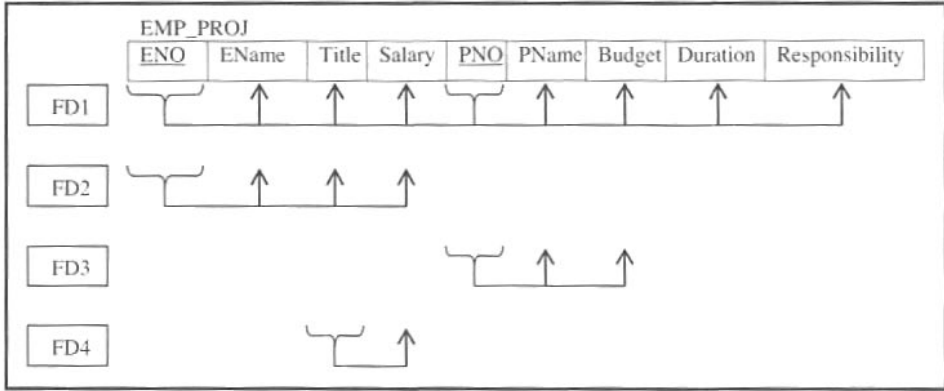 EMP_PROJ
ENO EName Title Salary PNO PName Budget Duration Responsibility
FD1
FD2
FD3
FD4